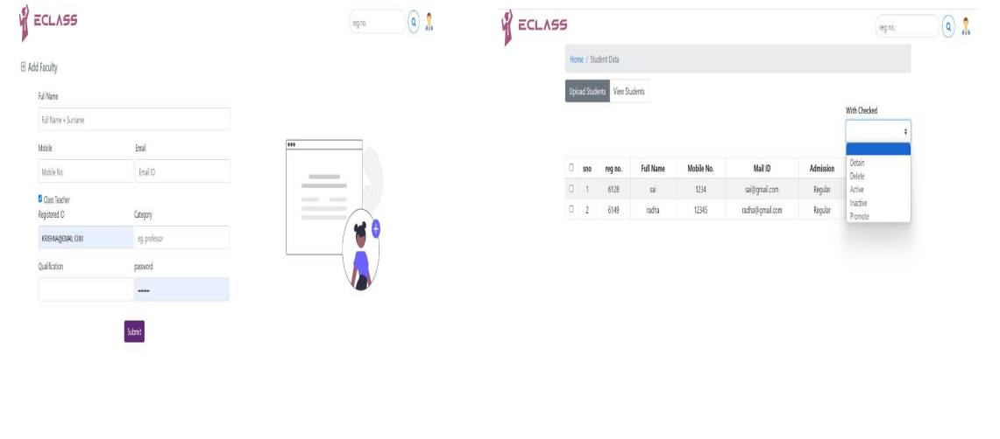 ECLASS
reg no.
Add Faculty
Full Name
Full Name + Surname
Mobile Email
Mobile No. Email ID
Class Teacher
Registered ID Category
KRISHNA@GMAIL.COM eg. professor
Qualification password
Submit
ECLASS
reg no.
Home / Student Data
Upload Students View Students
With Checked
sno reg no. Full Name Mobile No. Mail ID Admission
1 6128 sai 1234 sai@gmail.com Regular
2 6149 radha 12345 radha@gmail.com Regular
Detain
Delete
Active
Inactive
Promote